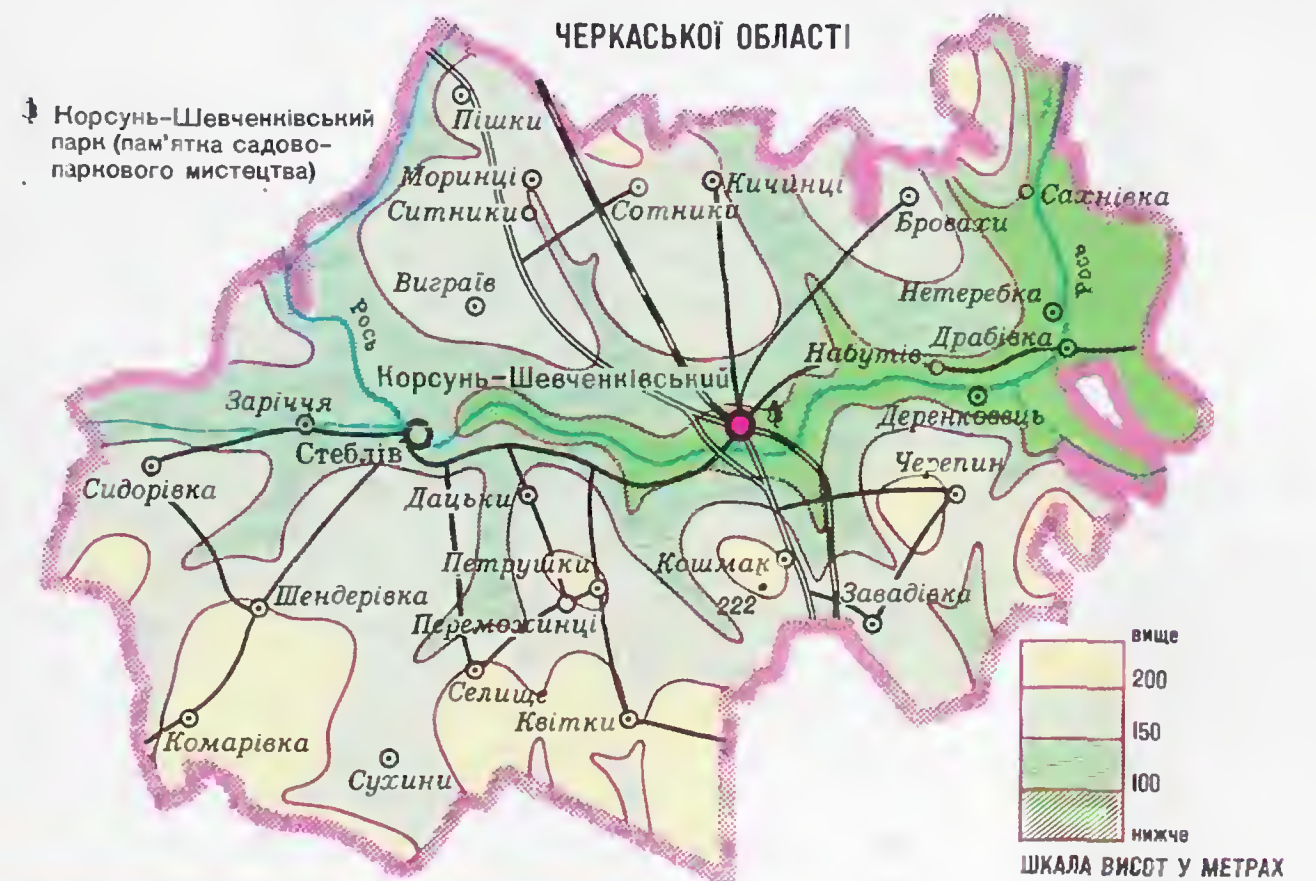 ЧЕРКАСЬКОЇ ОБЛАСТІ
Корсунь-Шевченківський
парк (пам'ятка садово-
паркового мистецтва)
Пішки
Моринці
Ситники
Сотники
Кичинці
Бровахи
Сахнівка
Виграїв
Рось
Нетеребка
Рось
Драбівка
Набутів
Корсунь-Шевченківський
Заріччя
Деренковець
Стеблів
Черепин
Сидорівка
Дацьки
Петрушки
Кошмак
222
Завадівка
Шендерівка
Переможинці
Селище
Квітки
Комарівка
Сухини
вище
200
150
100
нижче
ШКАЛА ВИСОТ У МЕТРАХ